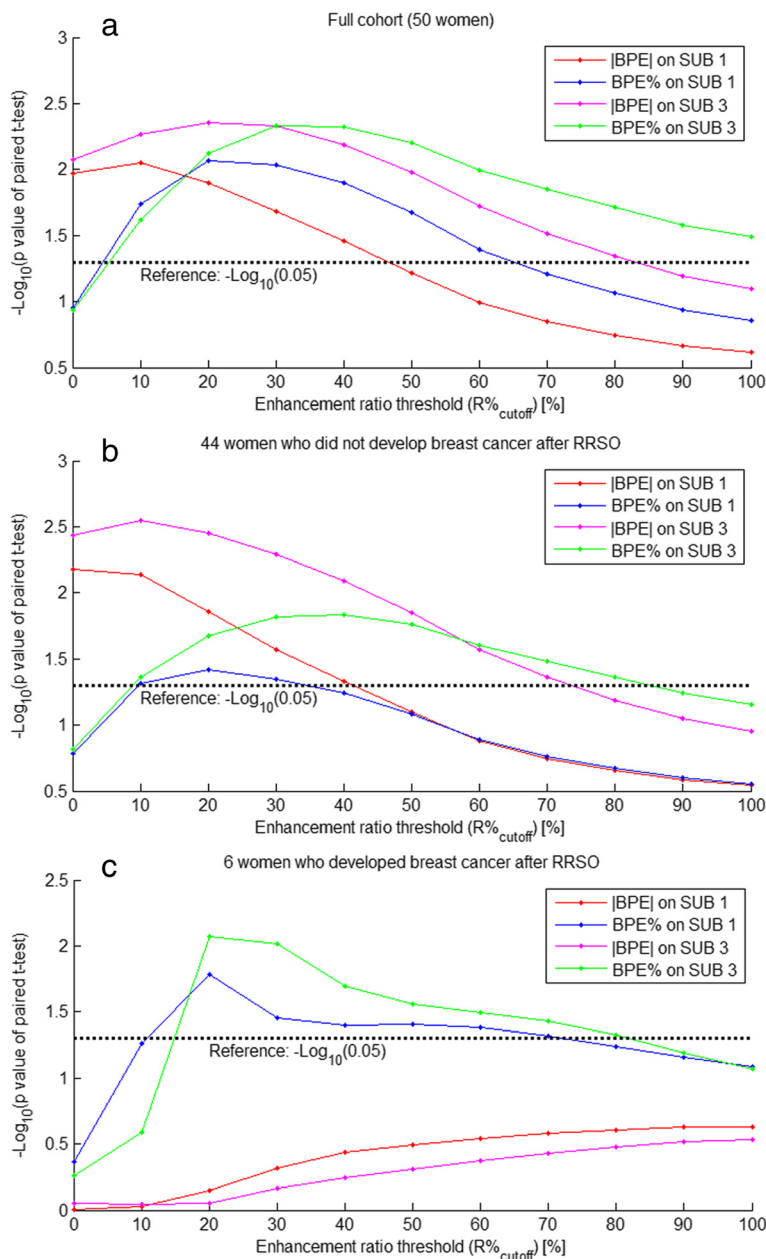 a
Full cohort (50 women)
3
2.5
2
1.5
1
0.5
-Log10(p value of paired t-test)
|BPE| on SUB 1
BPE% on SUB 1
|BPE| on SUB 3
BPE% on SUB 3
Reference: -Log10(0.05)
0 10 20 30 40 50 60 70 80 90 100
Enhancement ratio threshold (R%cutoff) [%]
b
44 women who did not develop breast cancer after RRSO
3
2.5
2
1.5
1
0.5
-Log10(p value of paired t-test)
|BPE| on SUB 1
BPE% on SUB 1
|BPE| on SUB 3
BPE% on SUB 3
Reference: -Log10(0.05)
0 10 20 30 40 50 60 70 80 90 100
Enhancement ratio threshold (R%cutoff) [%]
c
6 women who developed breast cancer after RRSO
2.5
2
1.5
1
0.5
0
-Log10(p value of paired t-test)
|BPE| on SUB 1
BPE% on SUB 1
|BPE| on SUB 3
BPE% on SUB 3
Reference: -Log10(0.05)
0 10 20 30 40 50 60 70 80 90 100
Enhancement ratio threshold (R%cutoff) [%]